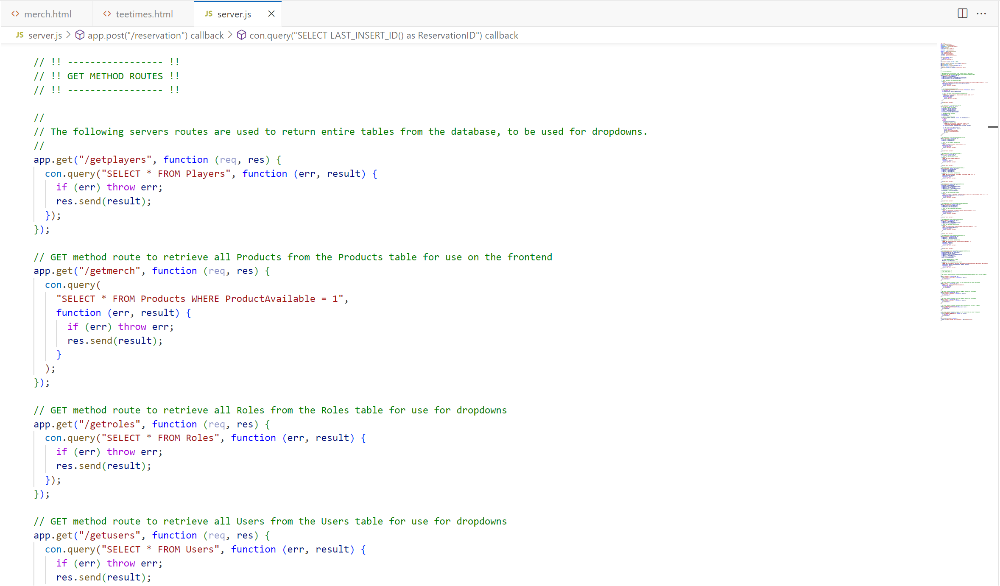 merch.html
teetimes.html
JS server.js
JS server.js > app.post("/reservation") callback > con.query("SELECT LAST_INSERT_ID() as ReservationID") callback
// !! ----------------- !!
// !! GET METHOD ROUTES !!
// !! ----------------- !!
//
// The following servers routes are used to return entire tables from the database, to be used for dropdowns.
//
app.get("/getplayers", function (req, res) {
  con.query("SELECT * FROM Players", function (err, result) {
    if (err) throw err;
    res.send(result);
  });
});
// GET method route to retrieve all Products from the Products table for use on the frontend
app.get("/getmerch", function (req, res) {
  con.query(
    "SELECT * FROM Products WHERE ProductAvailable = 1",
    function (err, result) {
      if (err) throw err;
      res.send(result);
    }
  );
});
// GET method route to retrieve all Roles from the Roles table for use for dropdowns
app.get("/getroles", function (req, res) {
  con.query("SELECT * FROM Roles", function (err, result) {
    if (err) throw err;
    res.send(result);
  });
});
// GET method route to retrieve all Users from the Users table for use for dropdowns
app.get("/getusers", function (req, res) {
  con.query("SELECT * FROM Users", function (err, result) {
    if (err) throw err;
    res.send(result);